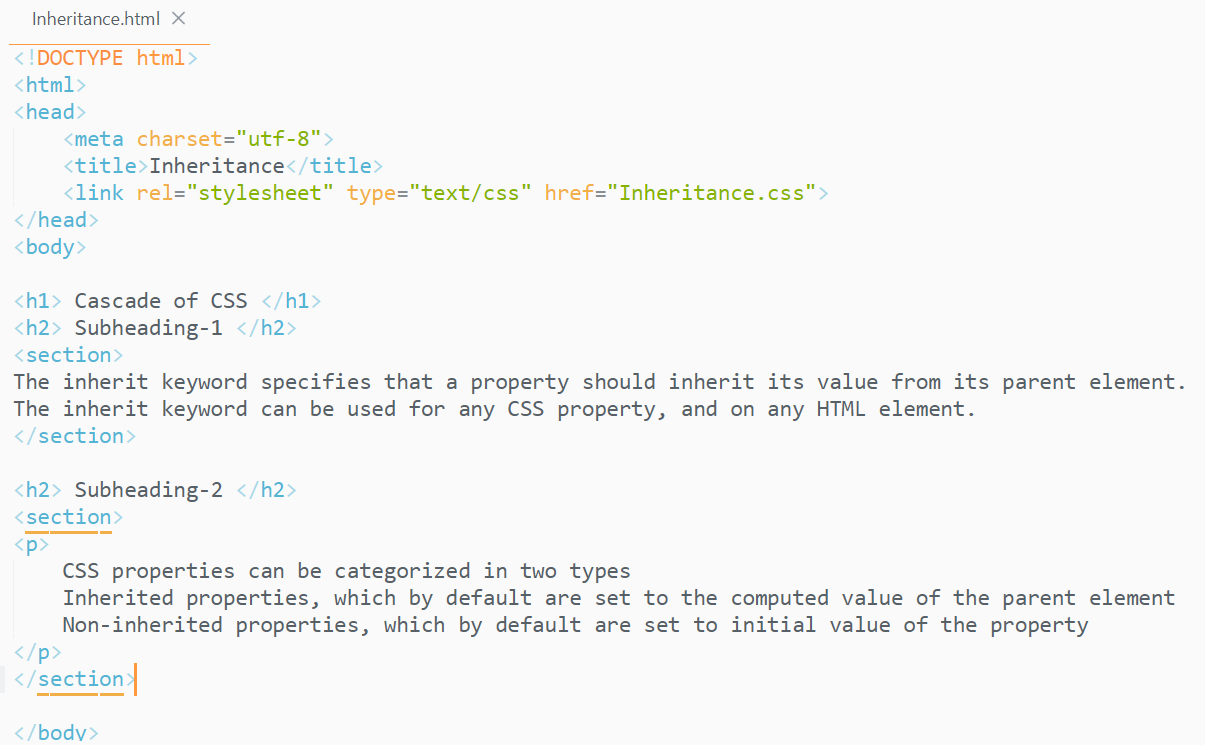 Inheritance.html ×
<!DOCTYPE html>
<html>
<head>
    <meta charset="utf-8">
    <title>Inheritance</title>
    <link rel="stylesheet" type="text/css" href="Inheritance.css">
</head>
<body>

<h1> Cascade of CSS </h1>
<h2> Subheading-1 </h2>
<section>
The inherit keyword specifies that a property should inherit its value from its parent element.
The inherit keyword can be used for any CSS property, and on any HTML element.
</section>

<h2> Subheading-2 </h2>
<section>
<p>
    CSS properties can be categorized in two types
    Inherited properties, which by default are set to the computed value of the parent element
    Non-inherited properties, which by default are set to initial value of the property
</p>
</section>

</body>